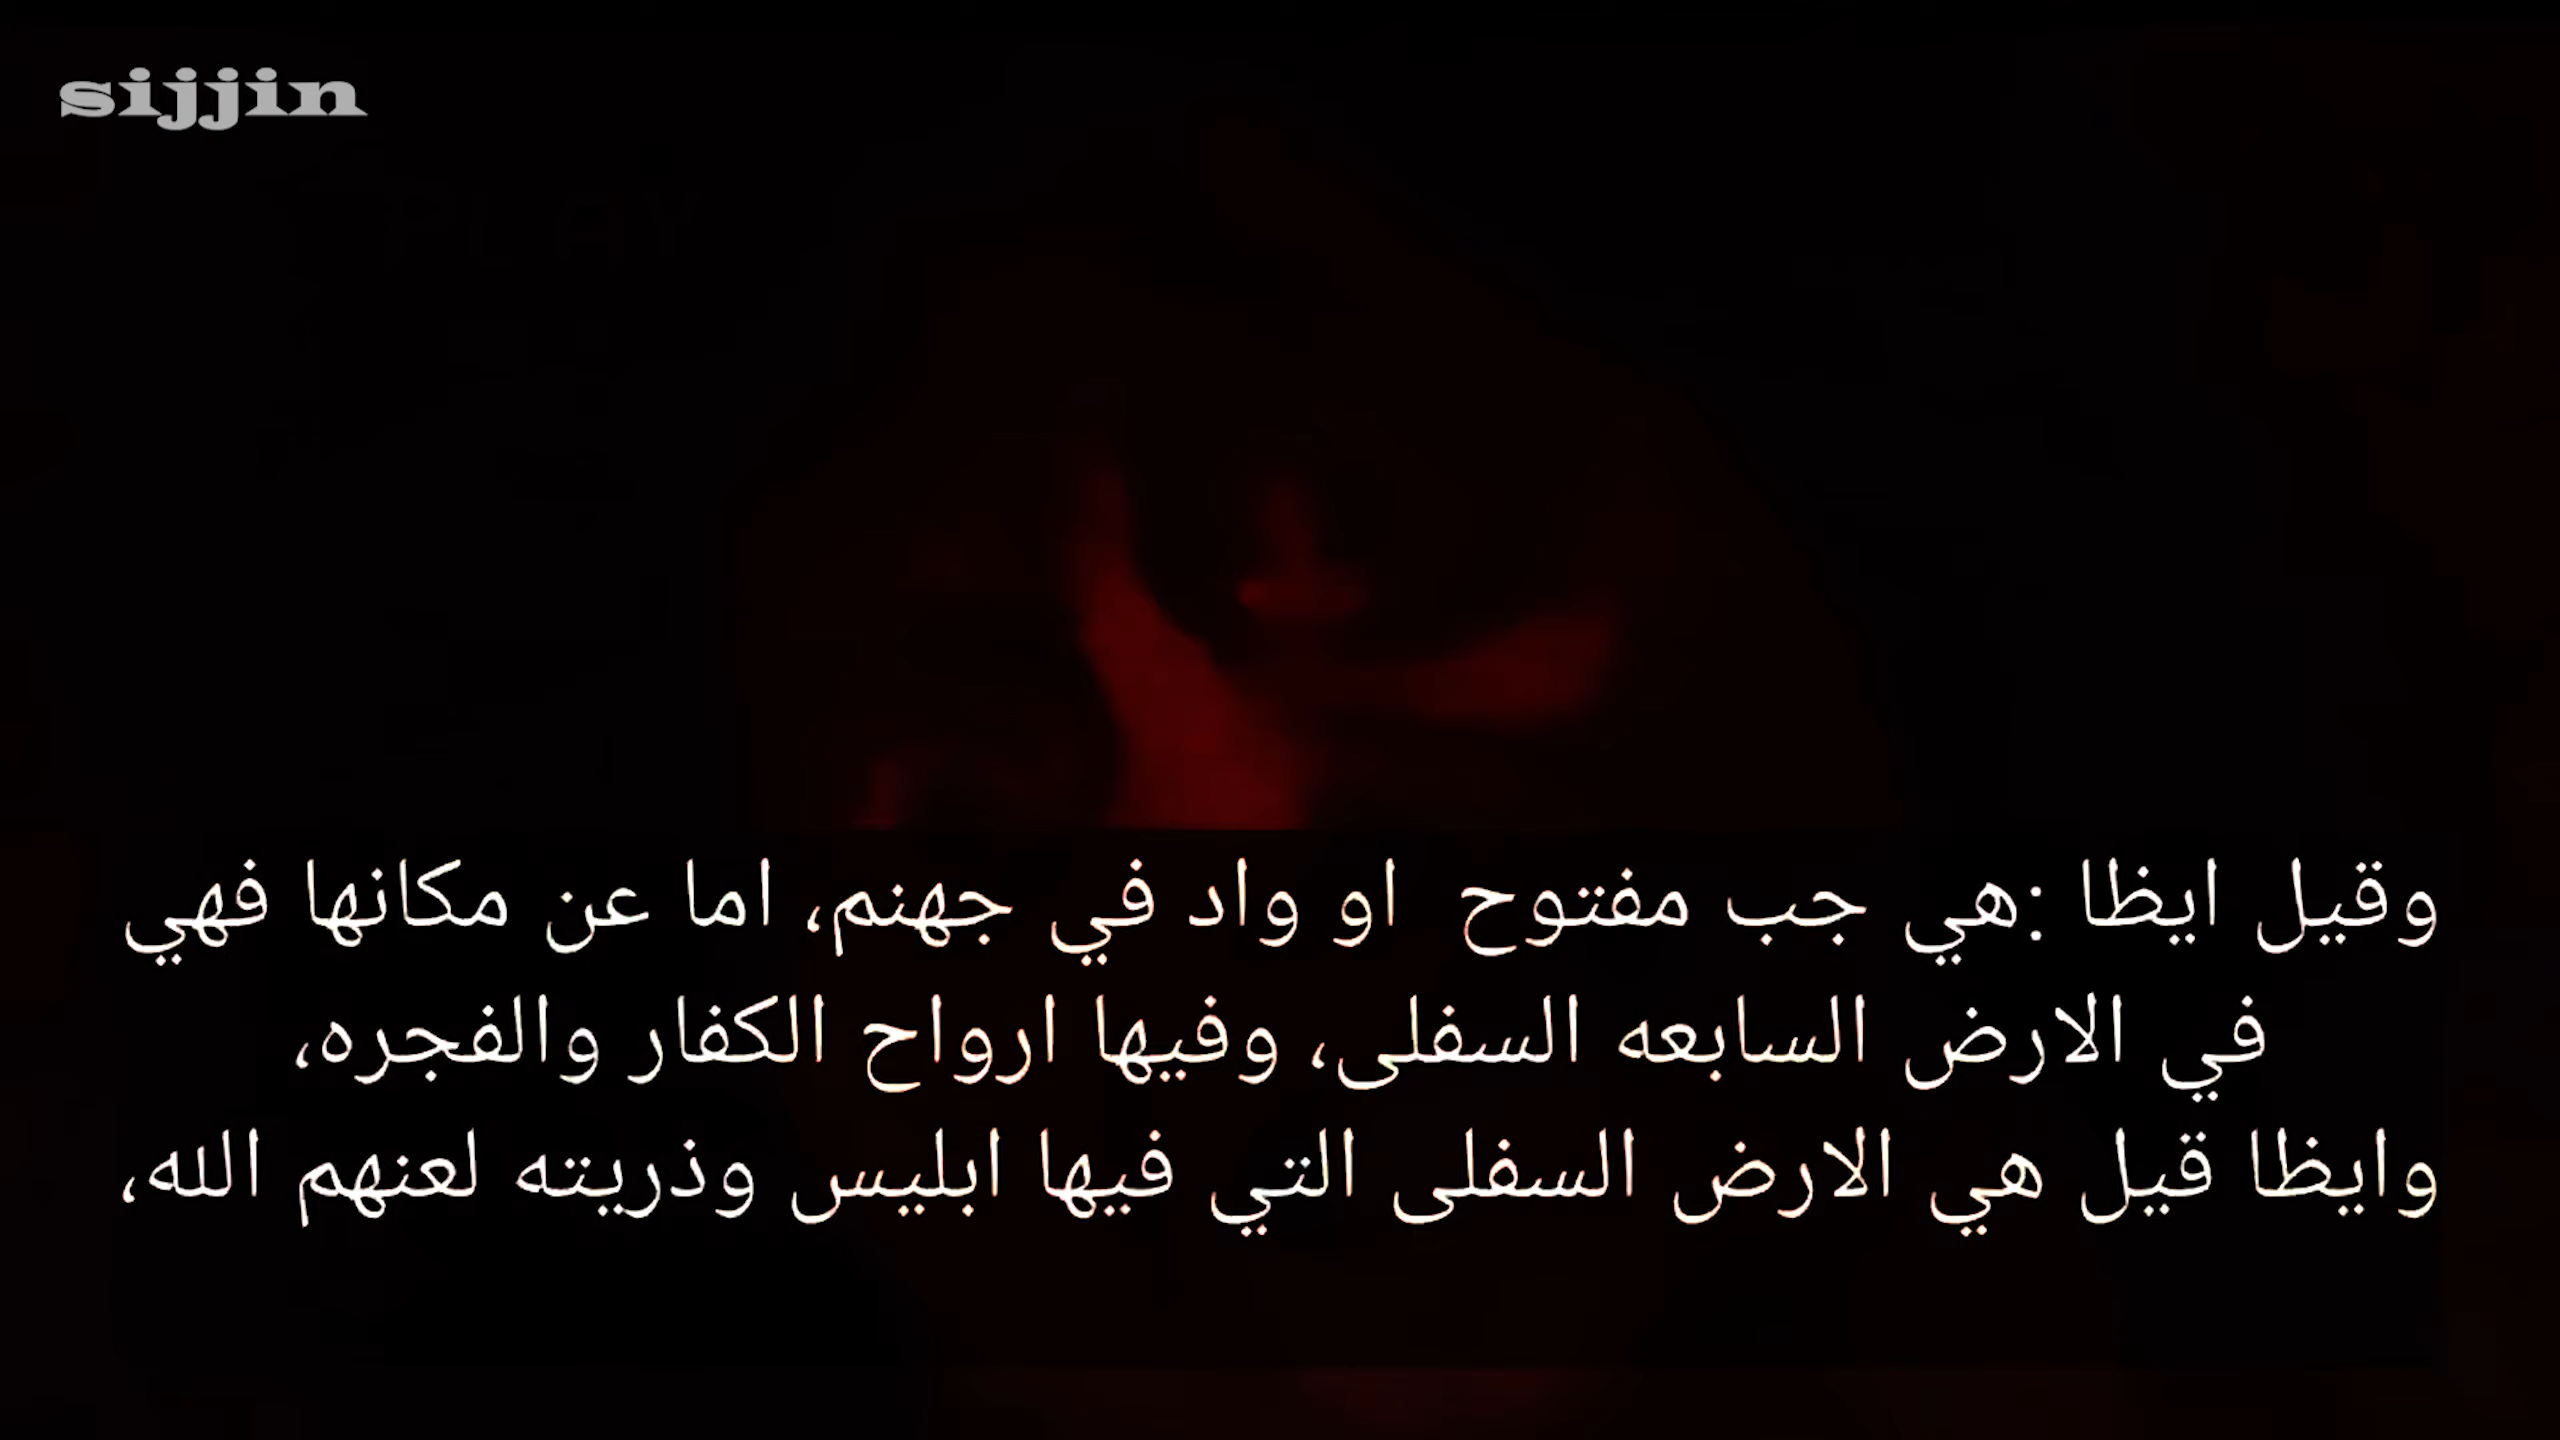 sijjin
PLAY
وقيل ايظا :هي جب مفتوح او واد في جهنم، اما عن مكانها فهي
في الارض السابعه السفلى، وفيها ارواح الكفار والفجره،
وايظا قيل هي الارض السفلى التي فيها ابليس وذريته لعنهم الله،